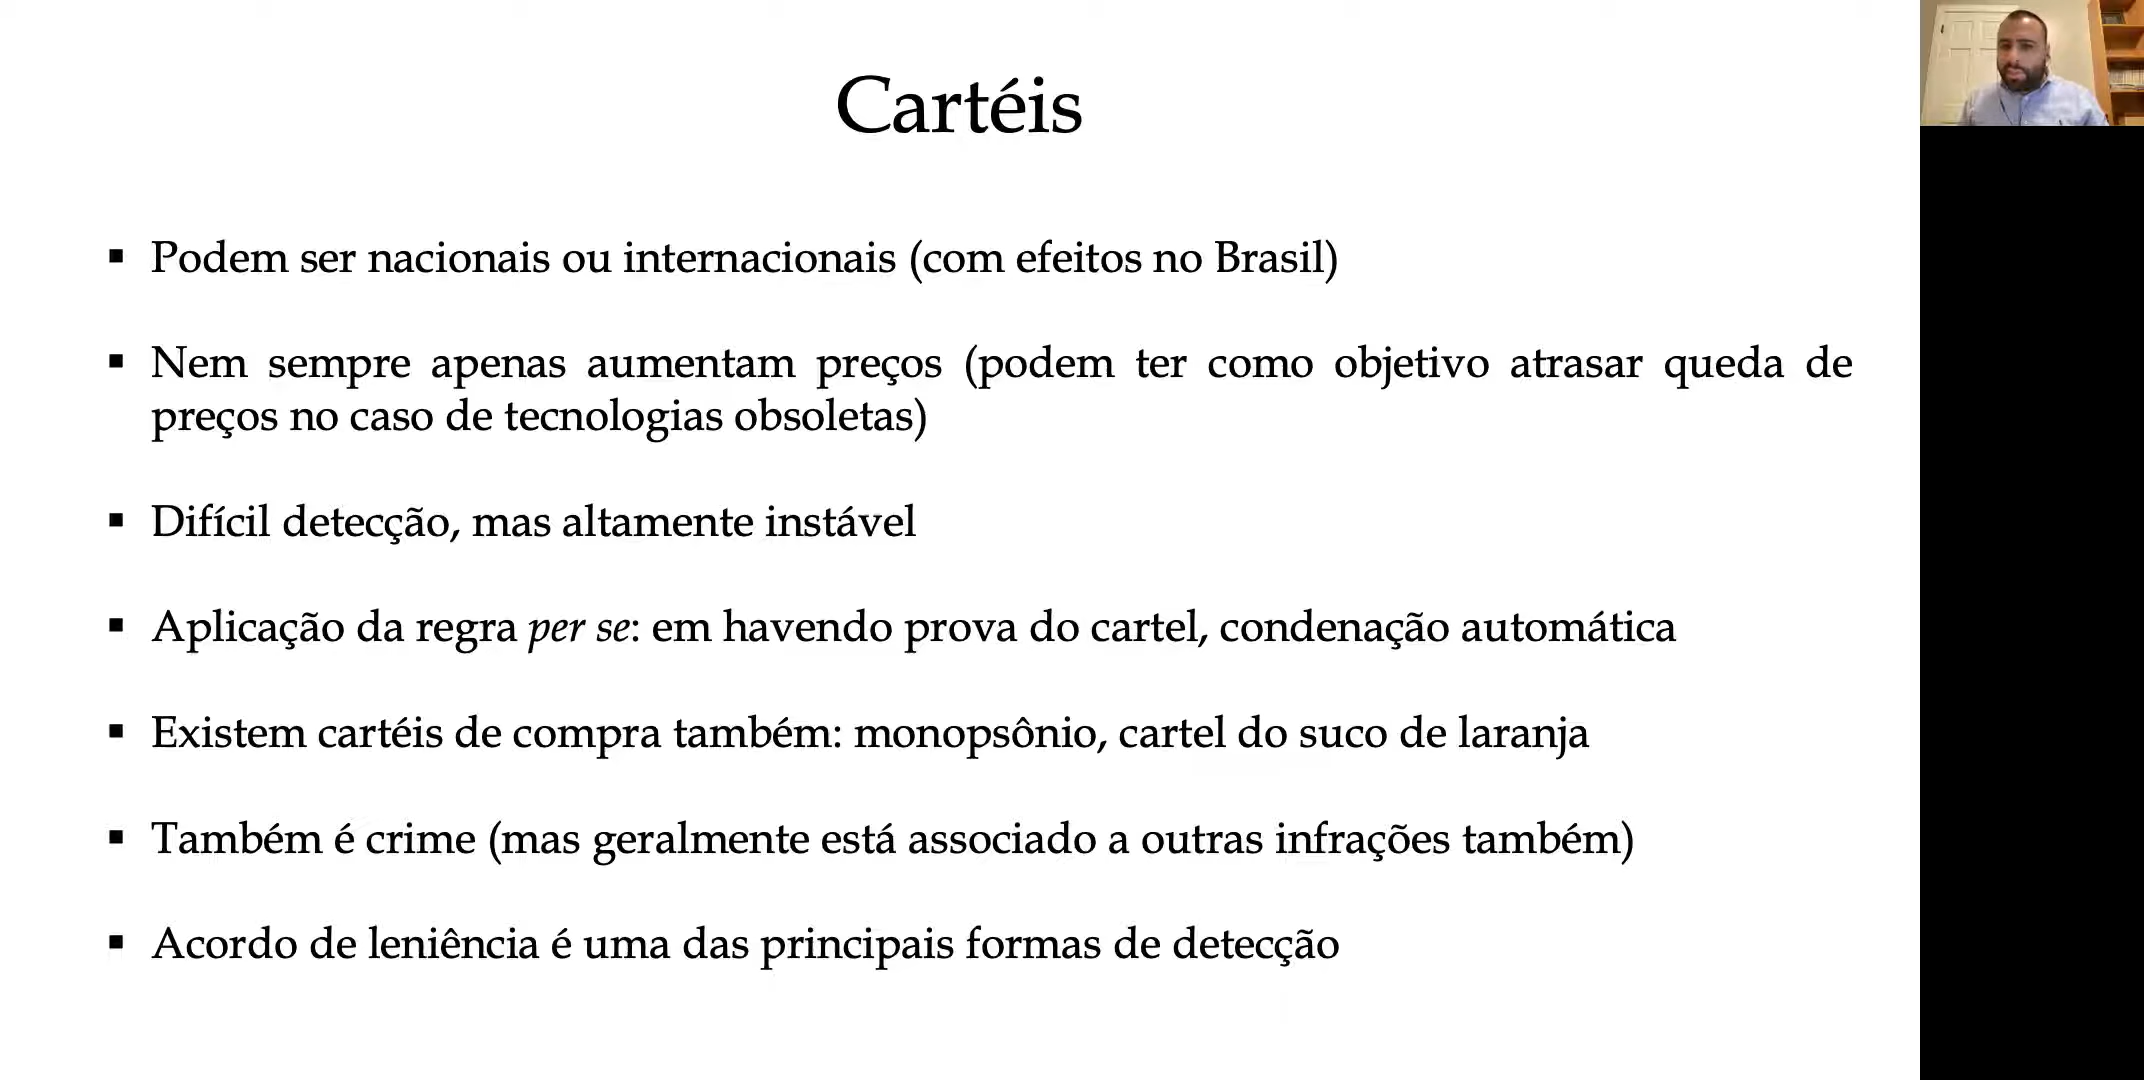 Cartéis
▪ Podem ser nacionais ou internacionais (com efeitos no Brasil)
▪ Nem sempre apenas aumentam preços (podem ter como objetivo atrasar queda de
preços no caso de tecnologias obsoletas)
▪ Difícil detecção, mas altamente instável
▪ Aplicação da regra per se: em havendo prova do cartel, condenação automática
▪ Existem cartéis de compra também: monopsônio, cartel do suco de laranja
▪ Também é crime (mas geralmente está associado a outras infrações também)
▪ Acordo de leniência é uma das principais formas de detecção